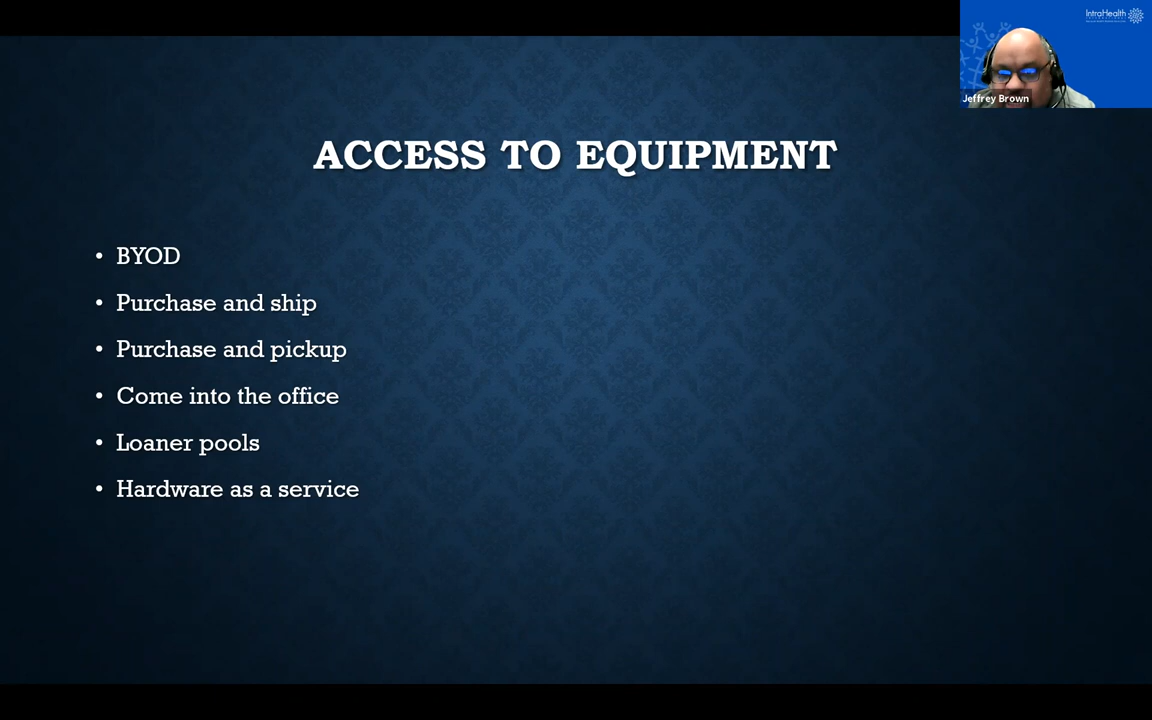 IntraHealth
Jeffrey Brown
ACCESS TO EQUIPMENT
• BYOD
• Purchase and ship
• Purchase and pickup
• Come into the office
• Loaner pools
• Hardware as a service